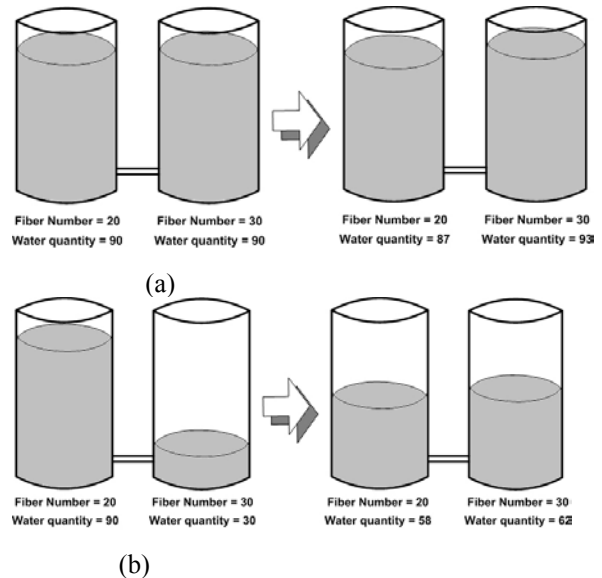 Fiber Number = 20 Fiber Number = 30 Fiber Number = 20 Fiber Number = 30
Water quantity = 90 Water quantity = 90 Water quantity = 87 Water quantity = 93
(a)
Fiber Number = 20 Fiber Number = 30 Fiber Number = 20 Fiber Number = 30
Water quantity = 90 Water quantity = 30 Water quantity = 58 Water quantity = 62
(b)